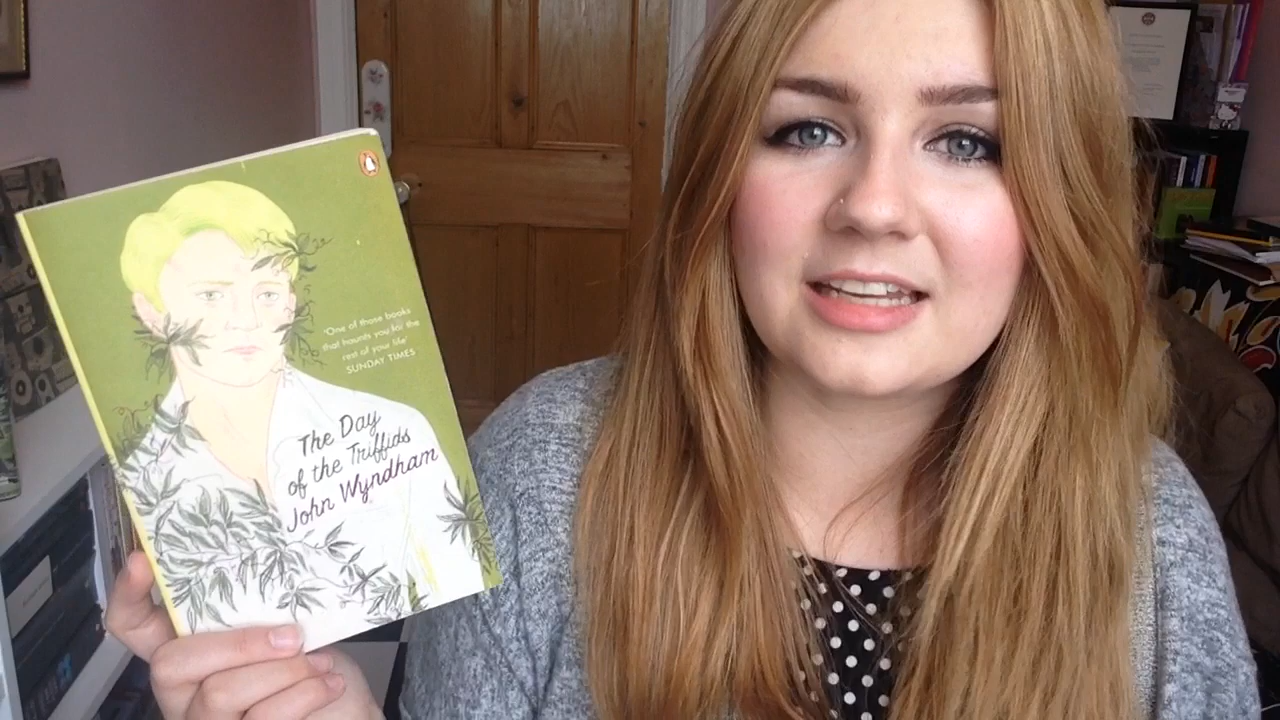 'One of those books
that haunts you for the
rest of your life'
SUNDAY TIMES
The Day
of the Triffids
John Wyndham